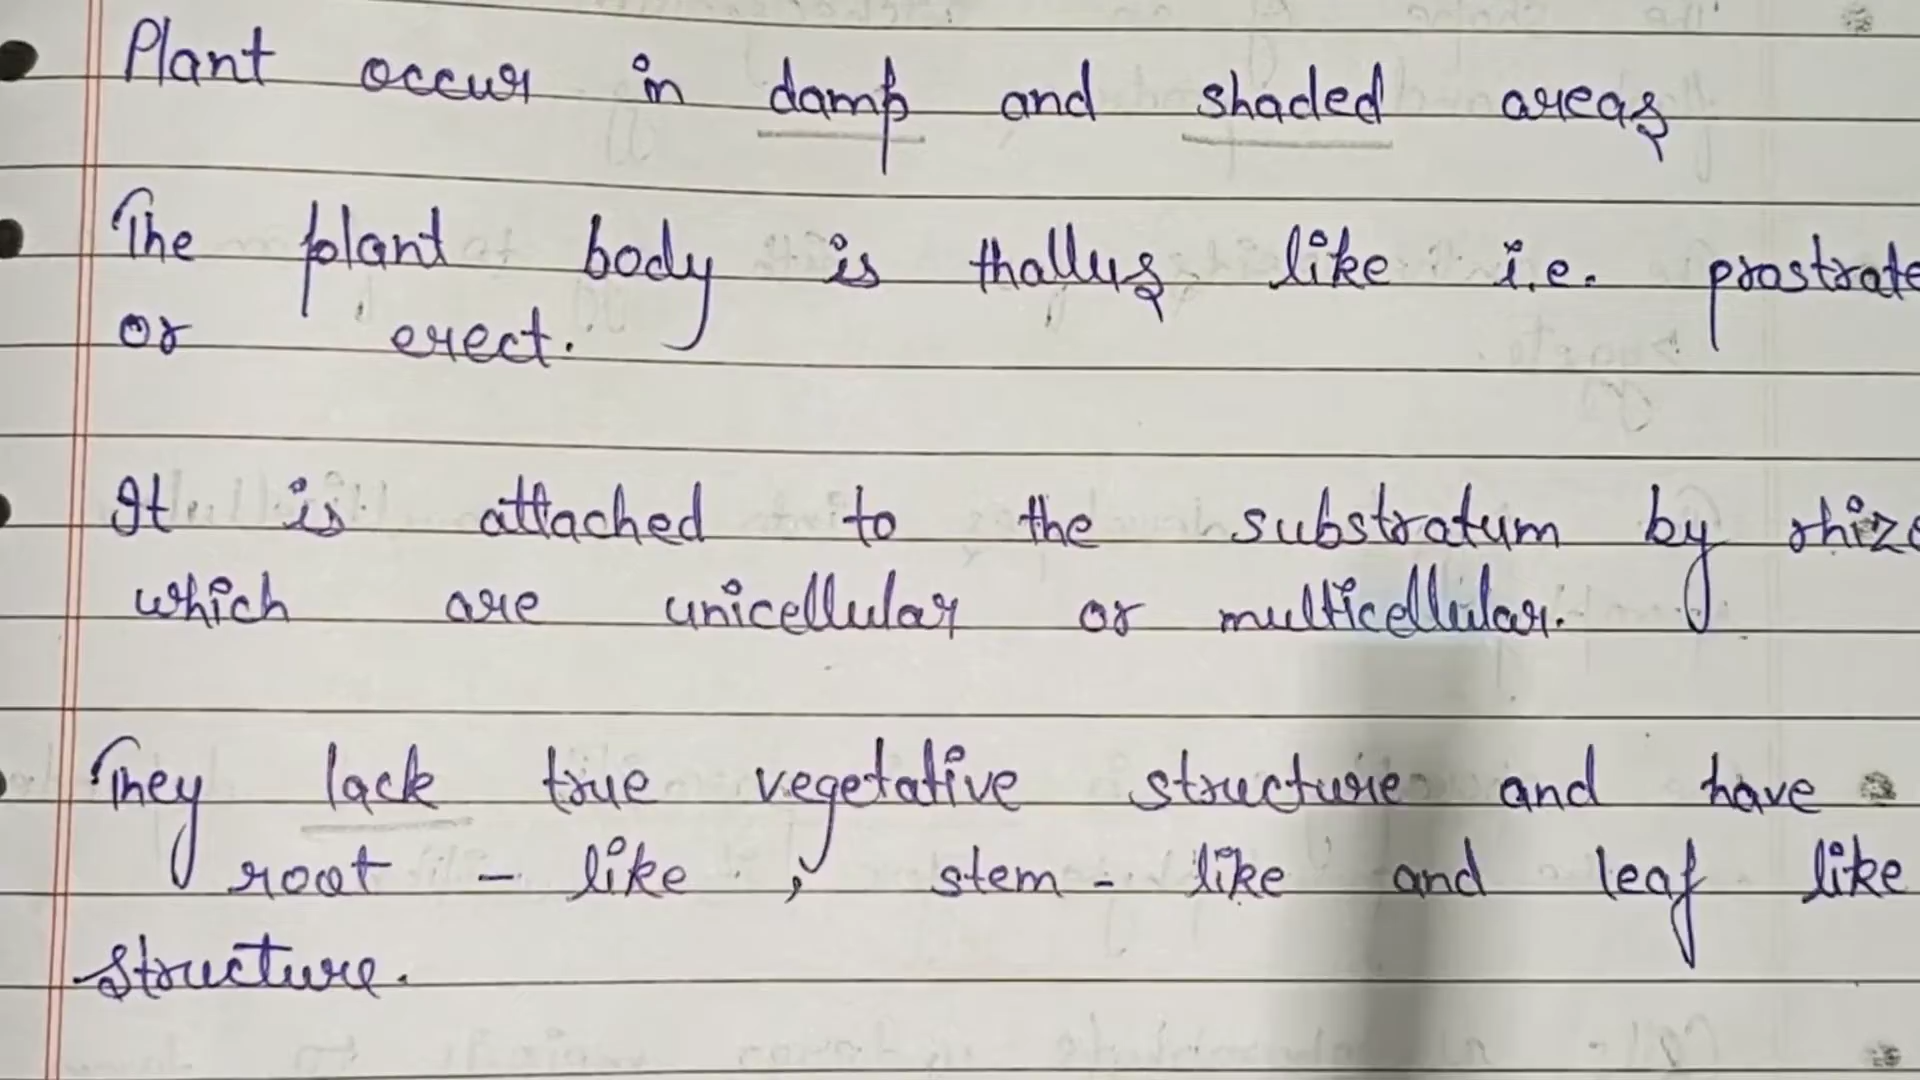 Plant occur in damp and shaded areas
The plant body is thallus like i.e. prostrate
or erect.
It is attached to the substratum by rhizo
which are unicellular or multicellular.
They lack true vegetative structure and have
root - like , stem - like and leaf like
structure.